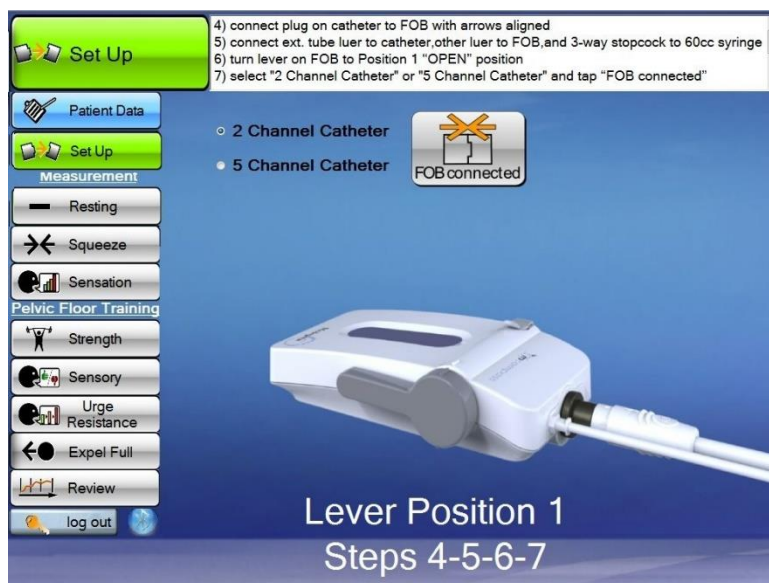 Set Up
4) connect plug on catheter to FOB with arrows aligned
5) connect ext. tube luer to catheter,other luer to FOB,and 3-way stopcock to 60cc syringe
6) turn lever on FOB to Position 1 "OPEN" position
7) select "2 Channel Catheter" or "5 Channel Catheter" and tap “FOB connected”
Patient Data
Set Up
Measurement
Resting
Squeeze
Sensation
Pelvic Floor Training
Strength
Sensory
Urge
Resistance
Expel Full
Review
log out
2 Channel Catheter
5 Channel Catheter
FOB connected
Lever Position 1
Steps 4-5-6-7